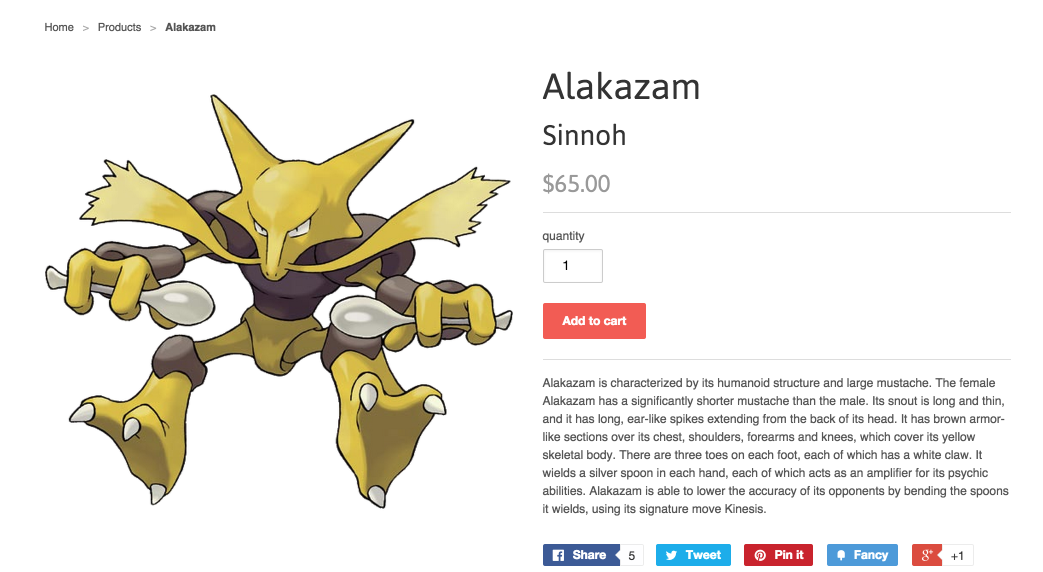 Home > Products > Alakazam
Alakazam
Sinnoh
$65.00
quantity
1
Add to cart
Alakazam is characterized by its humanoid structure and large mustache. The female
Alakazam has a significantly shorter mustache than the male. Its snout is long and thin,
and it has long, ear-like spikes extending from the back of its head. It has brown armor-
like sections over its chest, shoulders, forearms and knees, which cover its yellow
skeletal body. There are three toes on each foot, each of which has a white claw. It
wields a silver spoon in each hand, each of which acts as an amplifier for its psychic
abilities. Alakazam is able to lower the accuracy of its opponents by bending the spoons
it wields, using its signature move Kinesis.
Share 5 Tweet Pin it Fancy g+ +1